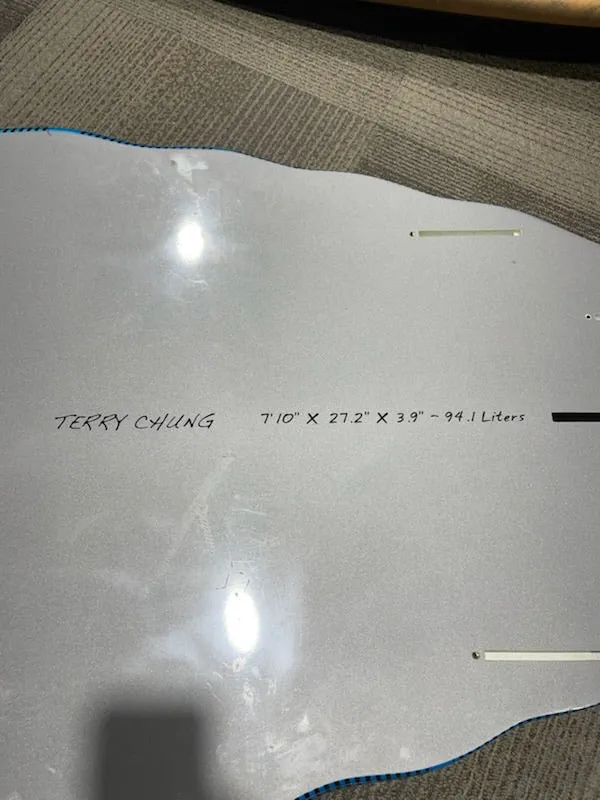 TERRY CHUNG 7'10" X 27.2" X 3.9" - 94.1 Liters